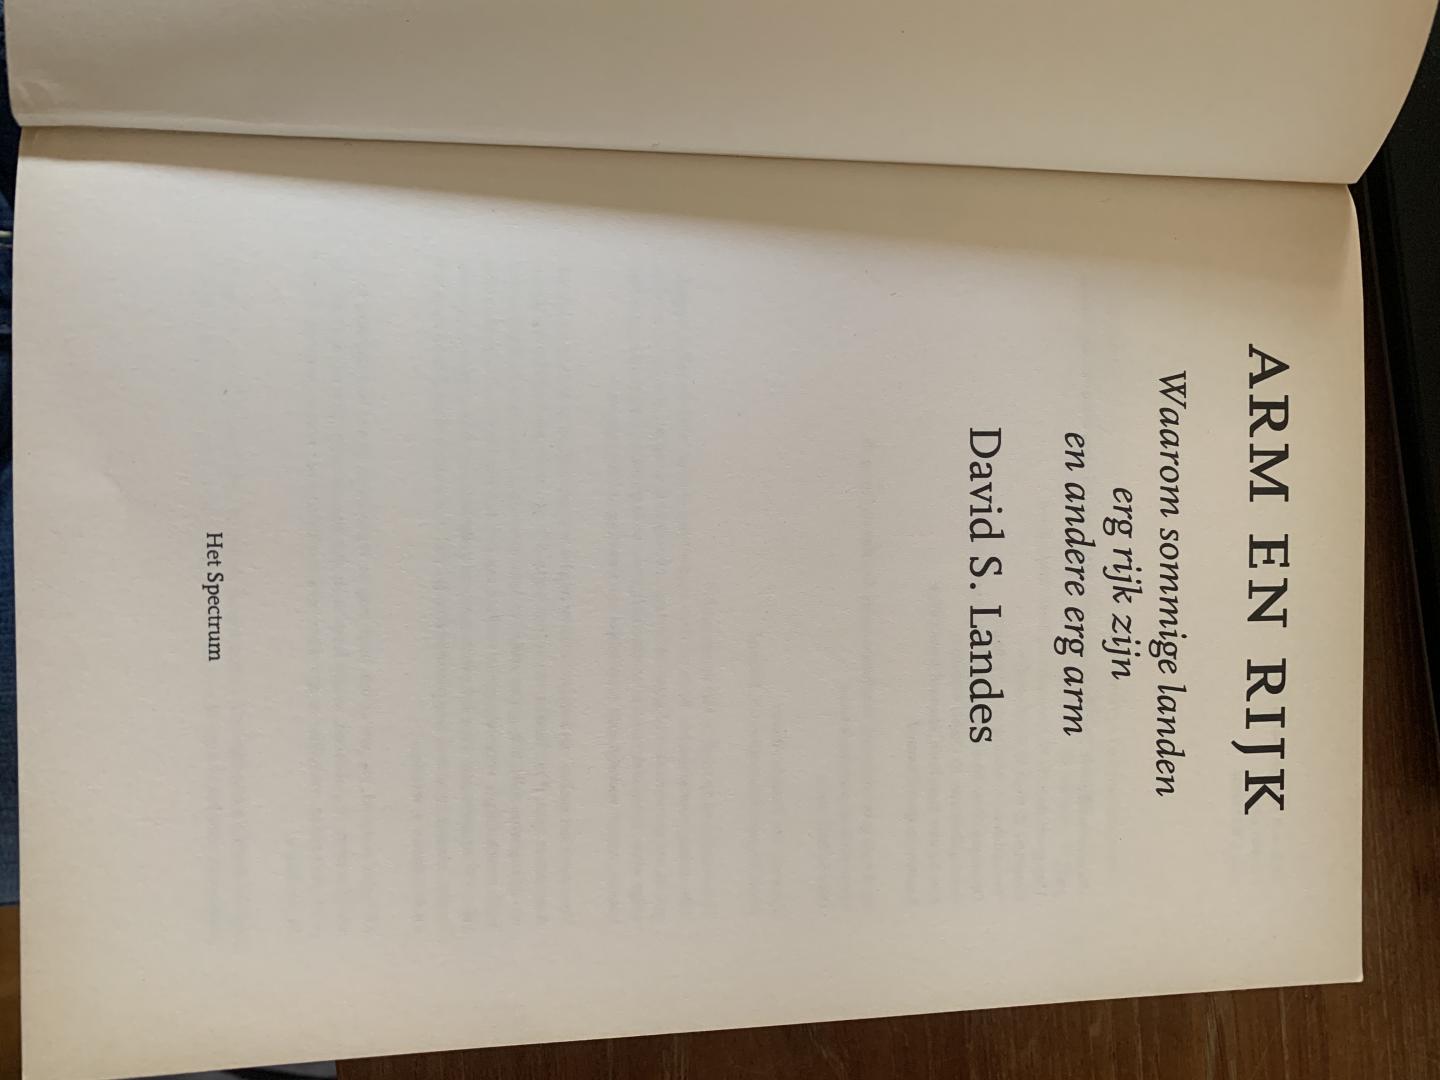 ARM EN RIJK
Waarom sommige landen
erg rijk zijn
en andere erg arm
David S. Landes
Het Spectrum